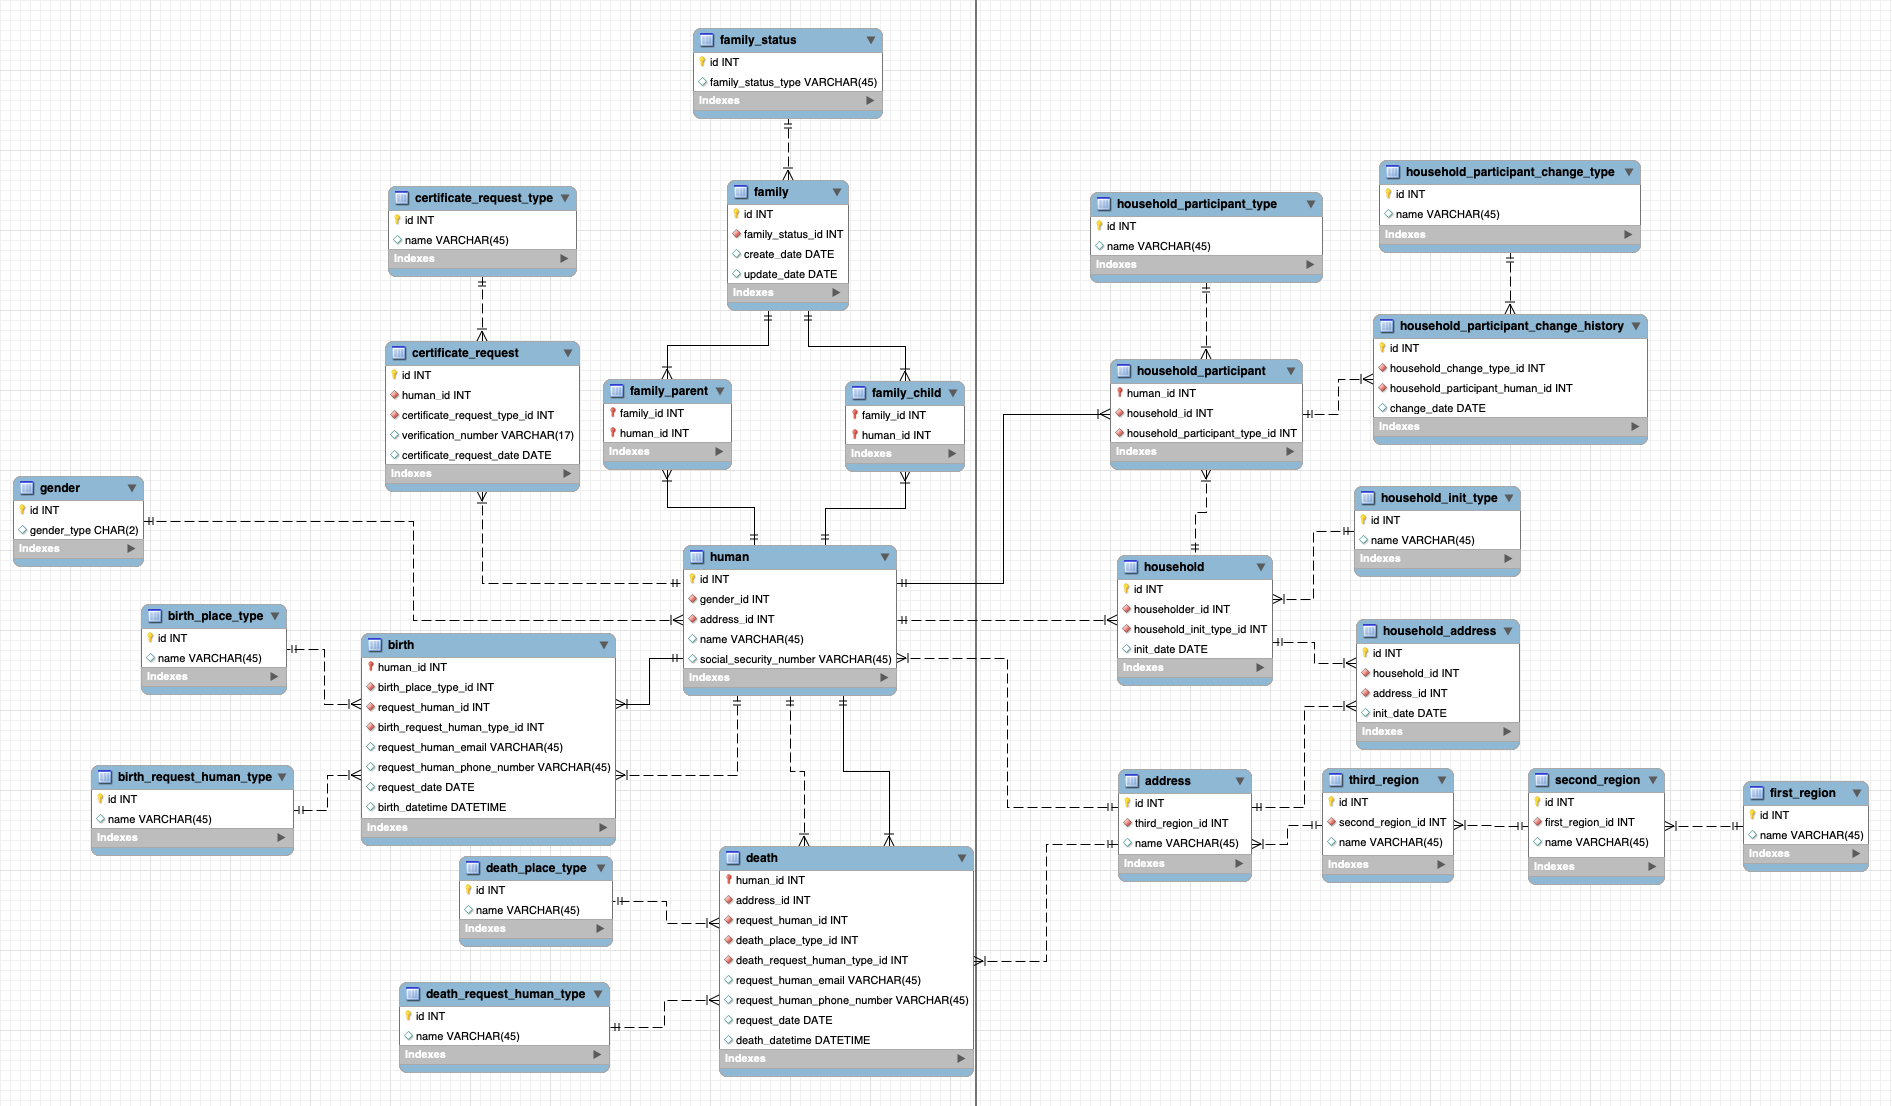 family_status
id INT
family_status_type VARCHAR(45)
Indexes
family
id INT
family_status_id INT
create_date DATE
update_date DATE
Indexes
certificate_request_type
id INT
name VARCHAR(45)
Indexes
certificate_request
id INT
human_id INT
certificate_request_type_id INT
verification_number VARCHAR(17)
certificate_request_date DATE
Indexes
family_parent
family_id INT
human_id INT
Indexes
family_child
family_id INT
human_id INT
Indexes
gender
id INT
gender_type CHAR(2)
Indexes
human
id INT
gender_id INT
address_id INT
name VARCHAR(45)
social_security_number VARCHAR(45)
Indexes
birth_place_type
id INT
name VARCHAR(45)
Indexes
birth
human_id INT
birth_place_type_id INT
request_human_id INT
birth_request_human_type_id INT
request_human_email VARCHAR(45)
request_human_phone_number VARCHAR(45)
request_date DATE
birth_datetime DATETIME
Indexes
birth_request_human_type
id INT
name VARCHAR(45)
Indexes
death_place_type
id INT
name VARCHAR(45)
Indexes
death
human_id INT
address_id INT
request_human_id INT
death_place_type_id INT
death_request_human_type_id INT
request_human_email VARCHAR(45)
request_human_phone_number VARCHAR(45)
request_date DATE
death_datetime DATETIME
Indexes
death_request_human_type
id INT
name VARCHAR(45)
Indexes
household_participant_type
id INT
name VARCHAR(45)
Indexes
household_participant_change_type
id INT
name VARCHAR(45)
Indexes
household_participant_change_history
id INT
household_change_type_id INT
household_participant_human_id INT
change_date DATE
Indexes
household_participant
human_id INT
household_id INT
household_participant_type_id INT
Indexes
household_init_type
id INT
name VARCHAR(45)
Indexes
household
id INT
householder_id INT
household_init_type_id INT
init_date DATE
Indexes
household_address
id INT
household_id INT
address_id INT
init_date DATE
Indexes
address
id INT
third_region_id INT
name VARCHAR(45)
Indexes
third_region
id INT
second_region_id INT
name VARCHAR(45)
Indexes
second_region
id INT
first_region_id INT
name VARCHAR(45)
Indexes
first_region
id INT
name VARCHAR(45)
Indexes